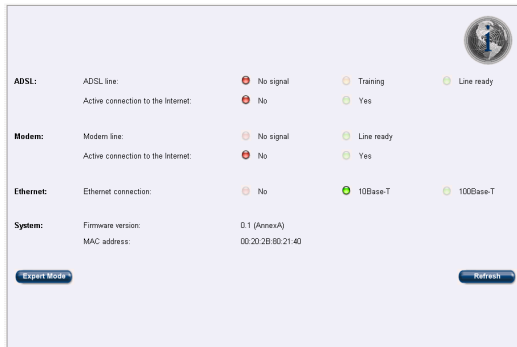 i
ADSL: ADSL line: No signal Training Line ready
Active connection to the Internet: No Yes
Modem: Modem line: No signal Line ready
Active connection to the Internet: No Yes
Ethernet: Ethernet connection: No 10Base-T 100Base-T
System: Firmware version: 0.1 (AnnexA)
MAC address: 00:20:2B:80:21:40
Expert Mode Refresh